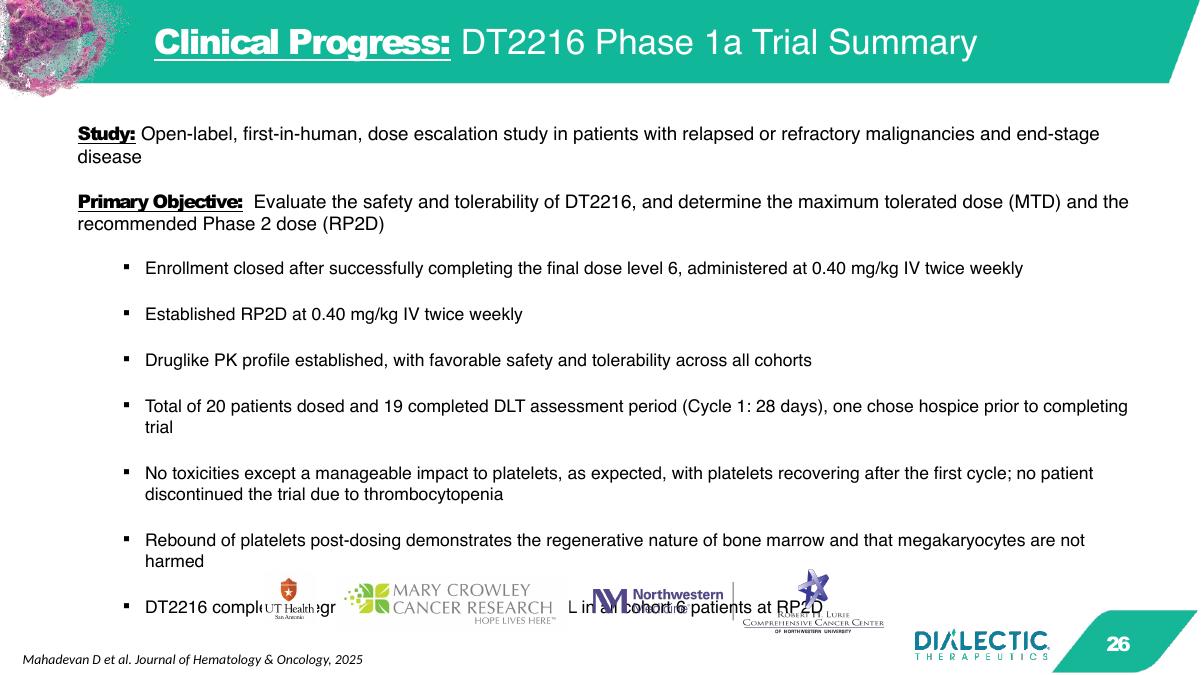 Clinical Progress: DT2216 Phase 1a Trial Summary
Study: Open-label, first-in-human, dose escalation study in patients with relapsed or refractory malignancies and end-stage
disease
Primary Objective: Evaluate the safety and tolerability of DT2216, and determine the maximum tolerated dose (MTD) and the
recommended Phase 2 dose (RP2D)
▪ Enrollment closed after successfully completing the final dose level 6, administered at 0.40 mg/kg IV twice weekly
▪ Established RP2D at 0.40 mg/kg IV twice weekly
▪ Druglike PK profile established, with favorable safety and tolerability across all cohorts
▪ Total of 20 patients dosed and 19 completed DLT assessment period (Cycle 1: 28 days), one chose hospice prior to completing
trial
▪ No toxicities except a manageable impact to platelets, as expected, with platelets recovering after the first cycle; no patient
discontinued the trial due to thrombocytopenia
▪ Rebound of platelets post-dosing demonstrates the regenerative nature of bone marrow and that megakaryocytes are not
harmed
▪ DT2216 in all cohort 6 patients at RP2D
UT Health
San Antonio
MARY CROWLEY
CANCER RESEARCH
HOPE LIVES HERE™
Northwestern
Medicine
ROBERT H. LURIE
COMPREHENSIVE CANCER CENTER
OF NORTHWESTERN UNIVERSITY
DIALECTIC
THERAPEUTICS
26
Mahadevan D et al. Journal of Hematology & Oncology, 2025